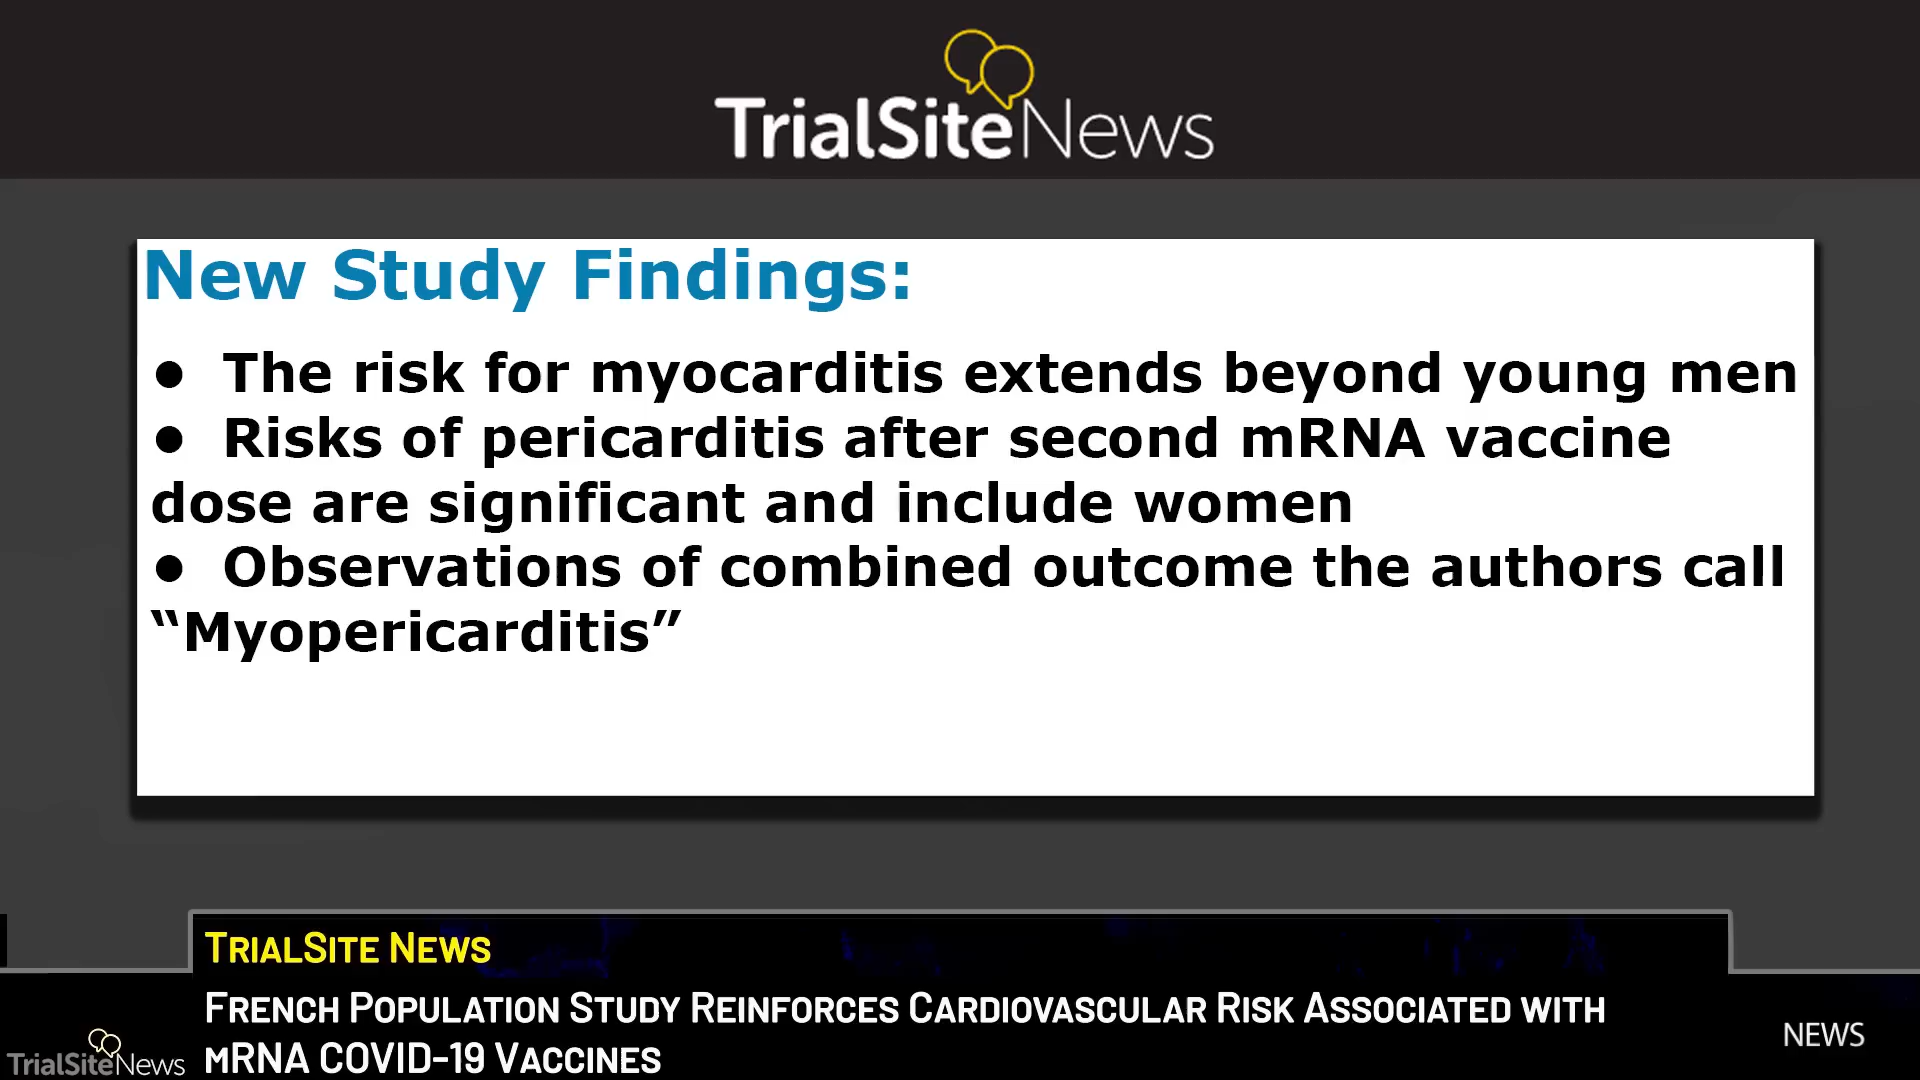 TrialSiteNews
New Study Findings:
● The risk for myocarditis extends beyond young men
● Risks of pericarditis after second mRNA vaccine
dose are significant and include women
● Observations of combined outcome the authors call
“Myopericarditis”
TrialSite News
French Population Study Reinforces Cardiovascular Risk Associated with
mRNA COVID-19 Vaccines
TrialSiteNews
NEWS